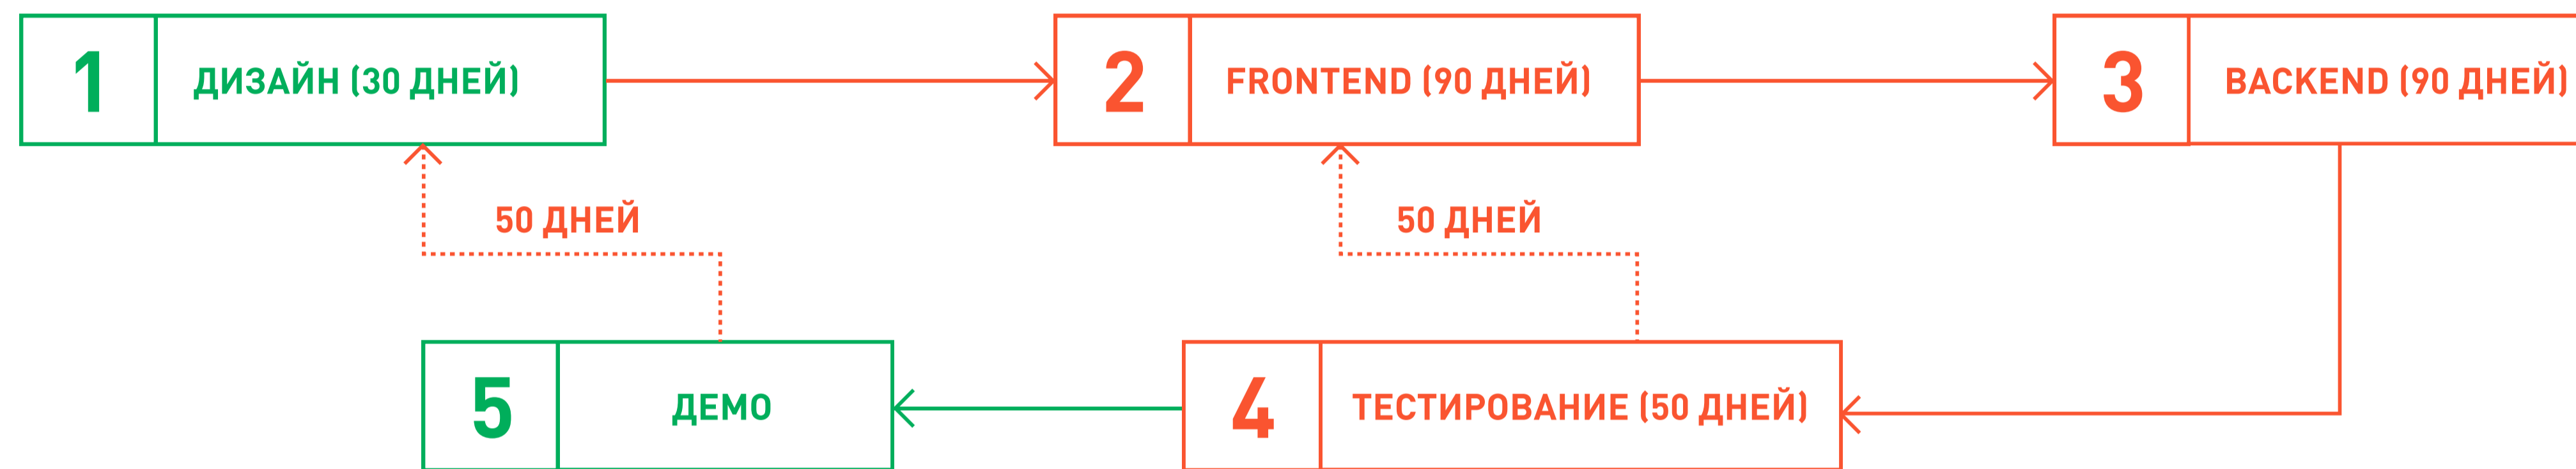 1 ДИЗАЙН (30 ДНЕЙ)
2 FRONTEND (90 ДНЕЙ)
3 BACKEND (90 ДНЕЙ)
50 ДНЕЙ
50 ДНЕЙ
5 ДЕМО
4 ТЕСТИРОВАНИЕ (50 ДНЕЙ)